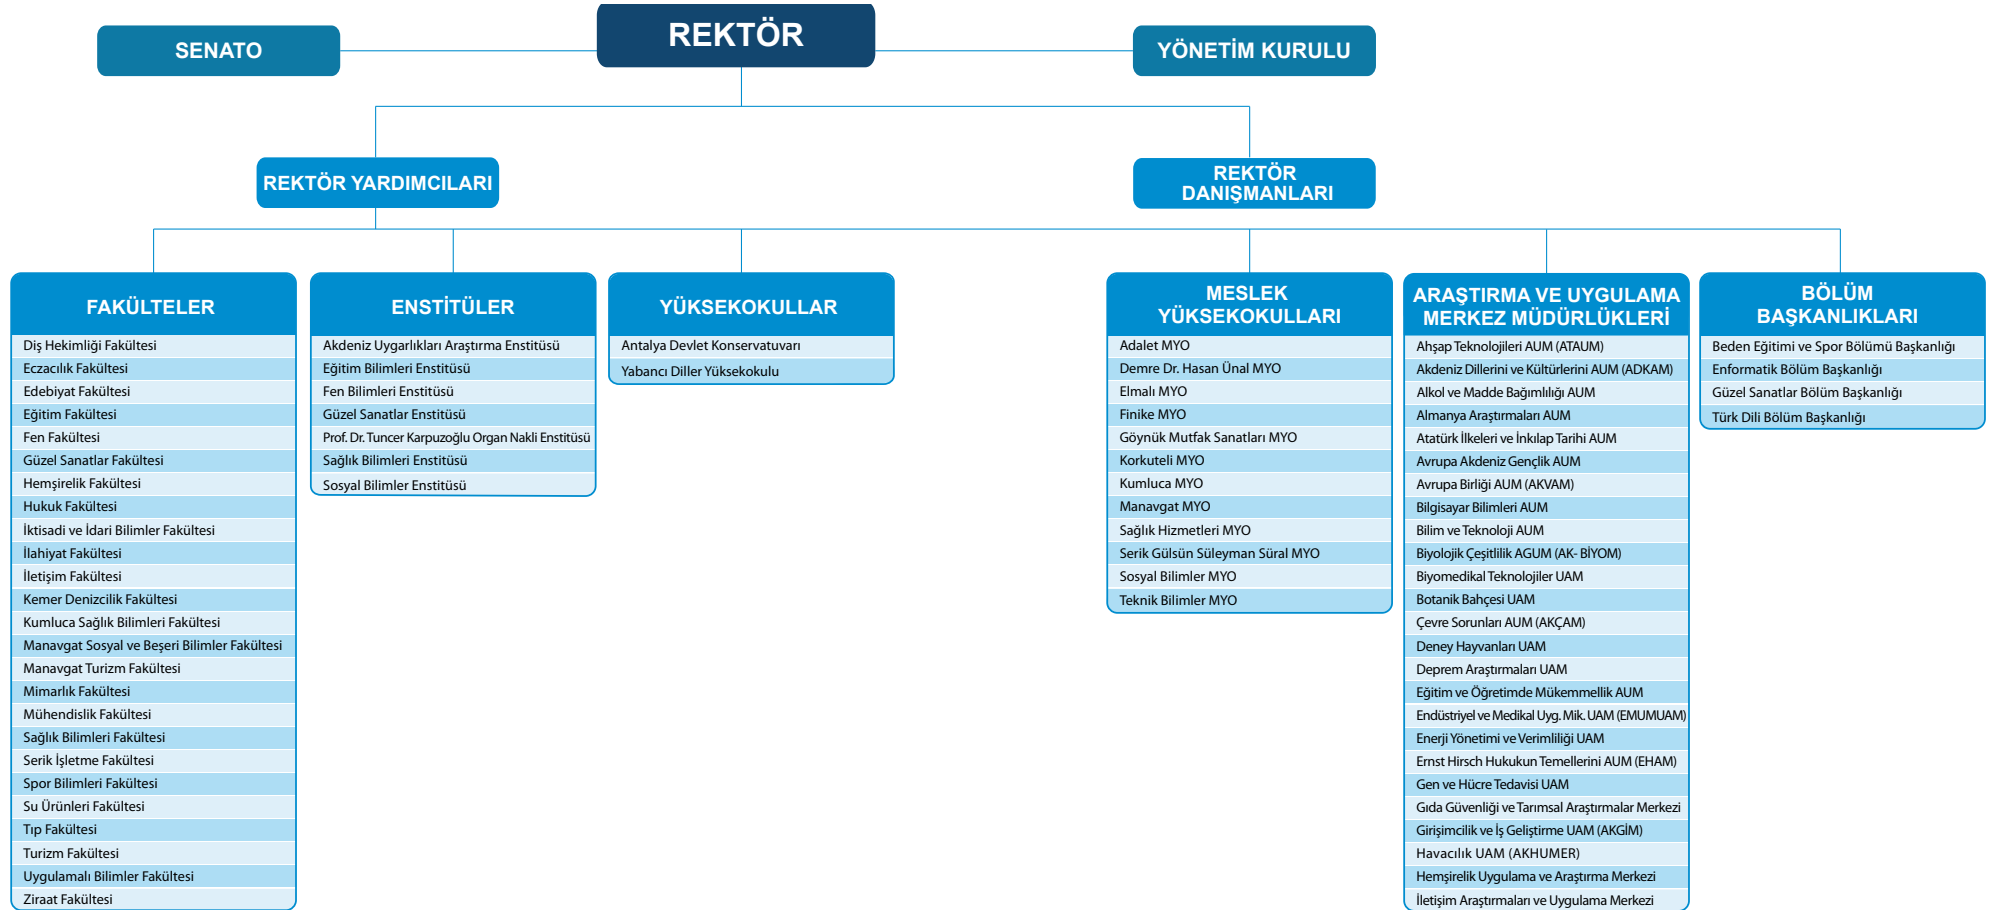 SENATO
REKTÖR
YÖNETİM KURULU
REKTÖR YARDIMCILARI
REKTÖR
DANIŞMANLARI
FAKÜLTELER
Diş Hekimliği Fakültesi
Eczacılık Fakültesi
Edebiyat Fakültesi
Eğitim Fakültesi
Fen Fakültesi
Güzel Sanatlar Fakültesi
Hemşirelik Fakültesi
Hukuk Fakültesi
İktisadi ve İdari Bilimler Fakültesi
İlahiyat Fakültesi
İletişim Fakültesi
Kemer Denizcilik Fakültesi
Kumluca Sağlık Bilimleri Fakültesi
Manavgat Sosyal ve Beşeri Bilimler Fakültesi
Manavgat Turizm Fakültesi
Mimarlık Fakültesi
Mühendislik Fakültesi
Sağlık Bilimleri Fakültesi
Serik İşletme Fakültesi
Spor Bilimleri Fakültesi
Su Ürünleri Fakültesi
Tıp Fakültesi
Turizm Fakültesi
Uygulamalı Bilimler Fakültesi
Ziraat Fakültesi
ENSTİTÜLER
Akdeniz Uygarlıkları Araştırma Enstitüsü
Eğitim Bilimleri Enstitüsü
Fen Bilimleri Enstitüsü
Güzel Sanatlar Enstitüsü
Prof. Dr. Tuncer Karpuzoğlu Organ Nakli Enstitüsü
Sağlık Bilimleri Enstitüsü
Sosyal Bilimler Enstitüsü
YÜKSEKOKULLAR
Antalya Devlet Konservatuvarı
Yabancı Diller Yüksekokulu
MESLEK
YÜKSEKOKULLARI
Adalet MYO
Demre Dr. Hasan Ünal MYO
Elmalı MYO
Finike MYO
Göynük Mutfak Sanatları MYO
Korkuteli MYO
Kumluca MYO
Manavgat MYO
Sağlık Hizmetleri MYO
Serik Gülsün Süleyman Süral MYO
Sosyal Bilimler MYO
Teknik Bilimler MYO
ARAŞTIRMA VE UYGULAMA
MERKEZ MÜDÜRLÜKLERİ
Ahşap Teknolojileri AUM (ATAUM)
Akdeniz Dillerini ve Kültürlerini AUM (ADKAM)
Alkol ve Madde Bağımlılığı AUM
Almanya Araştırmaları AUM
Atatürk İlkeleri ve İnkılap Tarihi AUM
Avrupa Akdeniz Gençlik AUM
Avrupa Birliği AUM (AKVAM)
Bilgisayar Bilimleri AUM
Bilim ve Teknoloji AUM
Biyolojik Çeşitlilik AGUM (AK- BİYOM)
Biyomedikal Teknolojiler UAM
Botanik Bahçesi UAM
Çevre Sorunları AUM (AKÇAM)
Deney Hayvanları UAM
Deprem Araştırmaları UAM
Eğitim ve Öğretimde Mükemmellik AUM
Endüstriyel ve Medikal Uyg. Mik. UAM (EMUMUAM)
Enerji Yönetimi ve Verimliliği UAM
Ernst Hirsch Hukukun Temellerini AUM (EHAM)
Gen ve Hücre Tedavisi UAM
Gıda Güvenliği ve Tarımsal Araştırmalar Merkezi
Girişimcilik ve İş Geliştirme UAM (AKGİM)
Havacılık UAM (AKHUMER)
Hemşirelik Uygulama ve Araştırma Merkezi
İletişim Araştırmaları ve Uygulama Merkezi
BÖLÜM
BAŞKANLIKLARI
Beden Eğitimi ve Spor Bölümü Başkanlığı
Enformatik Bölüm Başkanlığı
Güzel Sanatlar Bölüm Başkanlığı
Türk Dili Bölüm Başkanlığı